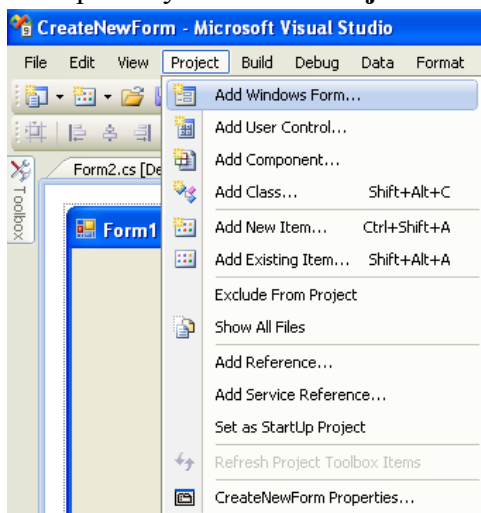 CreateNewForm - Microsoft Visual Studio
File Edit View Project Build Debug Data Format
Form2.cs [De
Toolbox
Form1
Add Windows Form...
Add User Control...
Add Component...
Add Class... Shift+Alt+C
Add New Item... Ctrl+Shift+A
Add Existing Item... Shift+Alt+A
Exclude From Project
Show All Files
Add Reference...
Add Service Reference...
Set as StartUp Project
Refresh Project Toolbox Items
CreateNewForm Properties...